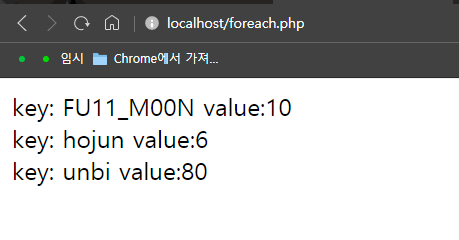 localhost/foreach.php
임시 Chrome에서 가져...
key: FU11_M00N value:10
key: hojun value:6
key: unbi value:80